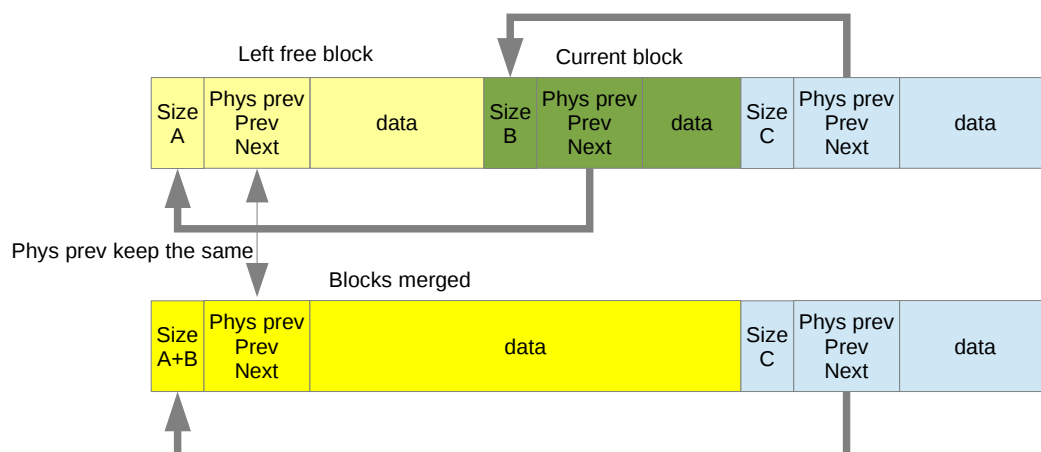 Left free block
Current block
Size
A
Phys prev
Prev
Next
data
Size
B
Phys prev
Prev
Next
data
Size
C
Phys prev
Prev
Next
data
Phys prev keep the same
Blocks merged
Size
A+B
Phys prev
Prev
Next
data
Size
C
Phys prev
Prev
Next
data